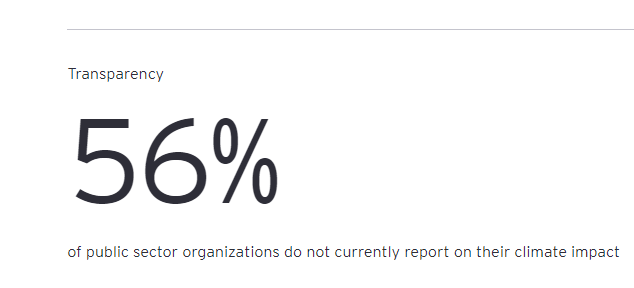 Transparency
56%
of public sector organizations do not currently report on their climate impact